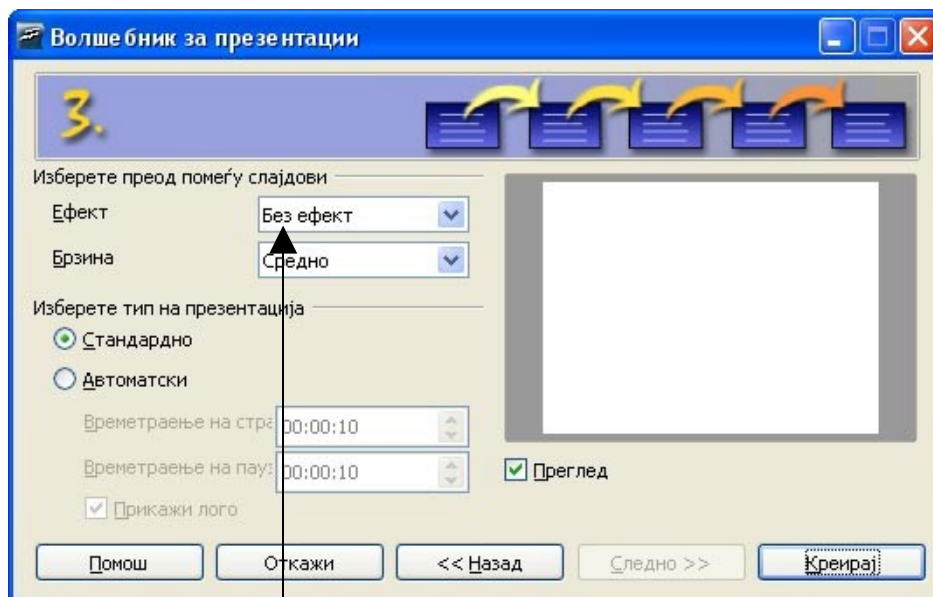 Волшебник за презентации
3.
Изберете преод помеѓу слајдови
Ефект Без ефект
Брзина Средно
Изберете тип на презентација
Стандардно
Автоматски
Времетраење на стра 00:00:10
Времетраење на пауз 00:00:10
Прикажи лого
Преглед
Помош Откажи << Назад Следно >> Креирај